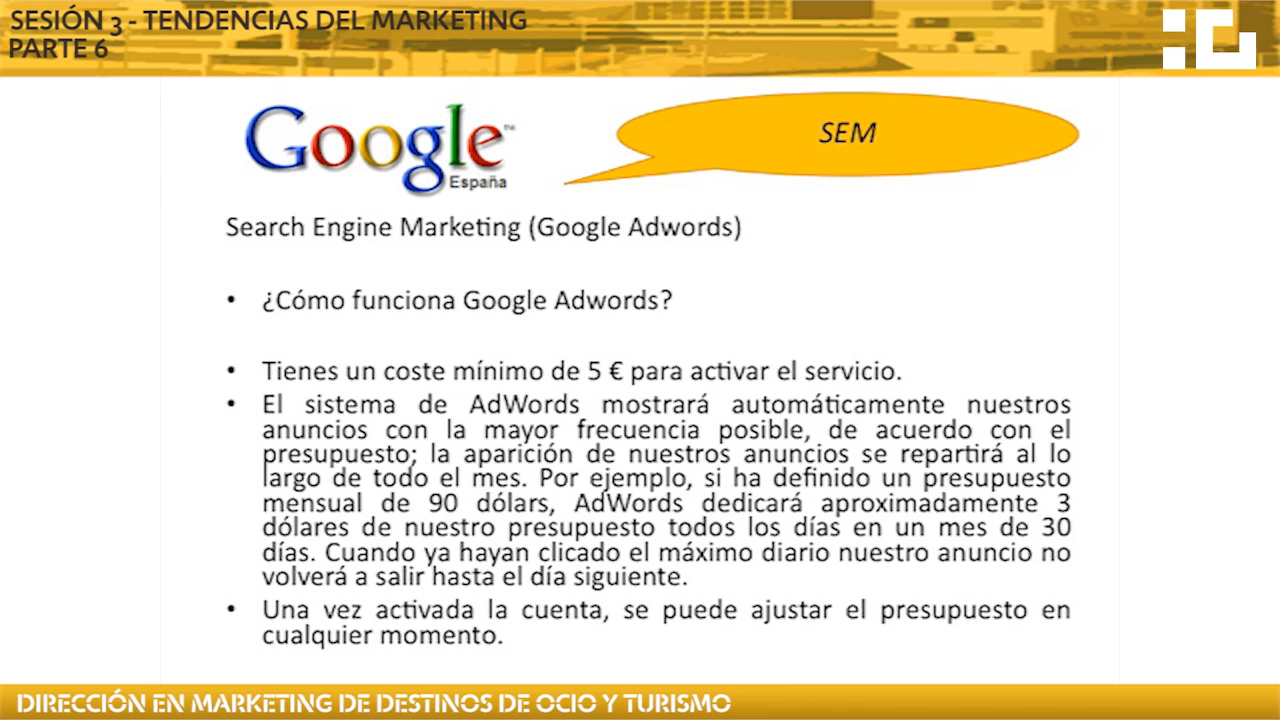 SESIÓN 3 - TENDENCIAS DEL MARKETING
PARTE 6
Google™
España
SEM
Search Engine Marketing (Google Adwords)
• ¿Cómo funciona Google Adwords?
• Tienes un coste mínimo de 5 € para activar el servicio.
• El sistema de AdWords mostrará automáticamente nuestros
anuncios con la mayor frecuencia posible, de acuerdo con el
presupuesto; la aparición de nuestros anuncios se repartirá al lo
largo de todo el mes. Por ejemplo, si ha definido un presupuesto
mensual de 90 dólars, AdWords dedicará aproximadamente 3
dólares de nuestro presupuesto todos los días en un mes de 30
días. Cuando ya hayan clicado el máximo diario nuestro anuncio no
volverá a salir hasta el día siguiente.
• Una vez activada la cuenta, se puede ajustar el presupuesto en
cualquier momento.
DIRECCIÓN EN MARKETING DE DESTINOS DE OCIO Y TURISMO